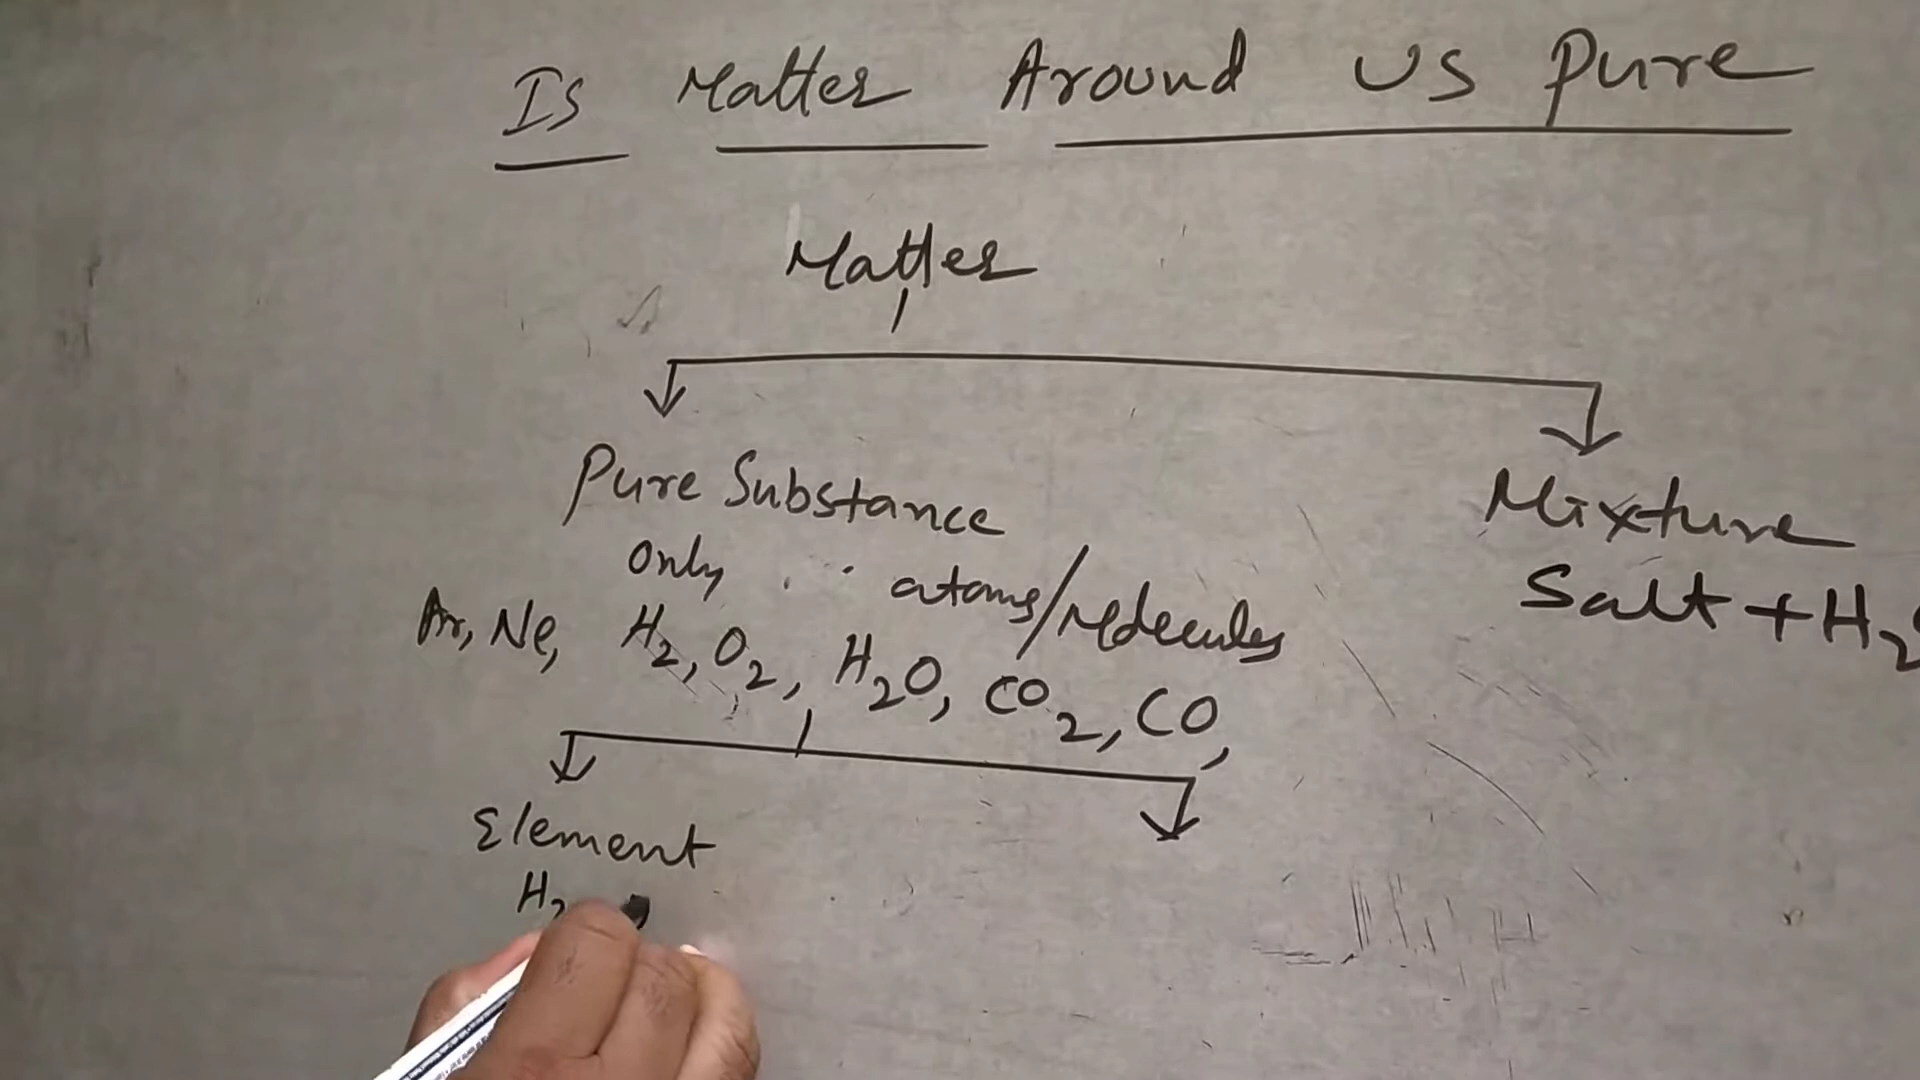 Is Matter Around Us Pure
Matter
Pure Substance
Mixture
only atoms/Molecules
Salt + H2
Ar, Ne, H2, O2, H2O, CO2, CO,
Element
H2